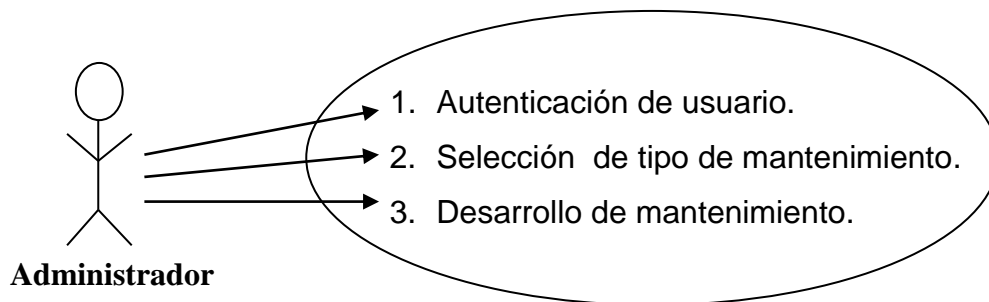 1. Autenticación de usuario.
2. Selección de tipo de mantenimiento.
3. Desarrollo de mantenimiento.
Administrador